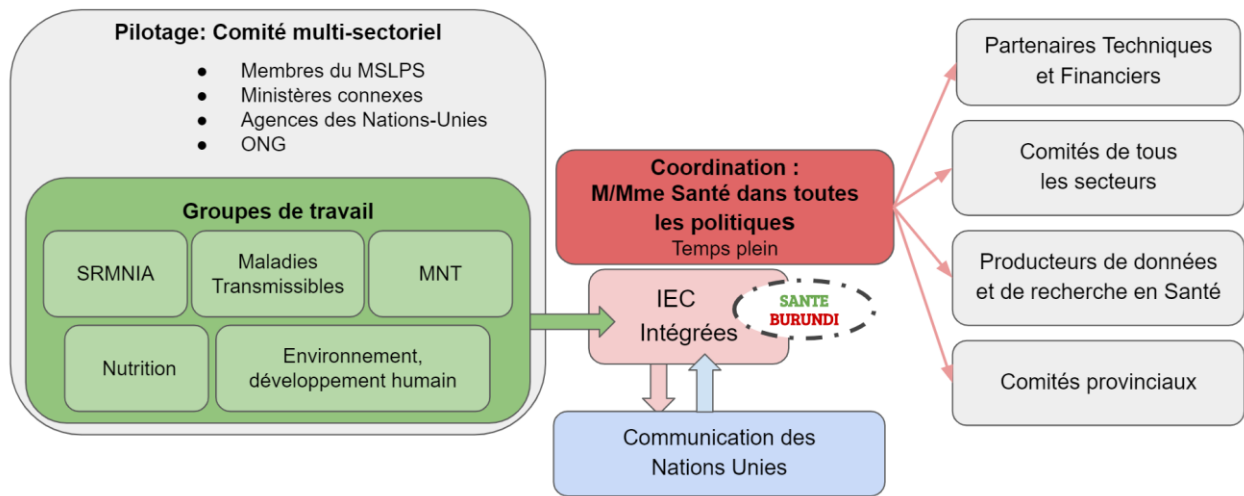 Pilotage: Comité multi-sectoriel
● Membres du MSLPS
● Ministères connexes
● Agences des Nations-Unies
● ONG
Groupes de travail
SRMNIA
Maladies
Transmissibles
MNT
Nutrition
Environnement,
développement humain
Coordination :
M/Mme Santé dans toutes
les politiques
Temps plein
IEC
Intégrées
SANTE
BURUNDI
Communication des
Nations Unies
Partenaires Techniques
et Financiers
Comités de tous
les secteurs
Producteurs de données
et de recherche en Santé
Comités provinciaux